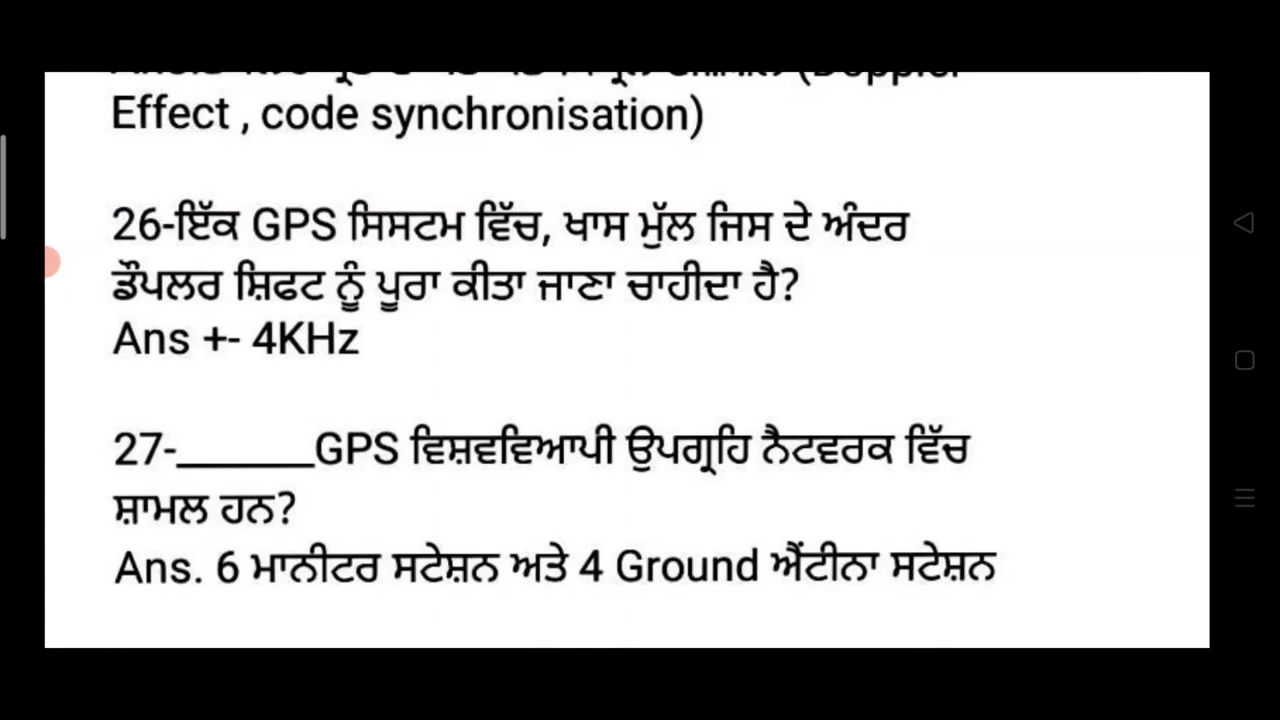 Effect , code synchronisation)
26-ਇੱਕ GPS ਸਿਸਟਮ ਵਿੱਚ, ਖਾਸ ਮੁੱਲ ਜਿਸ ਦੇ ਅੰਦਰ
ਡੌਪਲਰ ਸ਼ਿਫਟ ਨੂੰ ਪੂਰਾ ਕੀਤਾ ਜਾਣਾ ਚਾਹੀਦਾ ਹੈ?
Ans +- 4KHz
27-______GPS ਵਿਸ਼ਵਵਿਆਪੀ ਉਪਗ੍ਰਹਿ ਨੈਟਵਰਕ ਵਿੱਚ
ਸ਼ਾਮਲ ਹਨ?
Ans. 6 ਮਾਨੀਟਰ ਸਟੇਸ਼ਨ ਅਤੇ 4 Ground ਐਂਟੀਨਾ ਸਟੇਸ਼ਨ